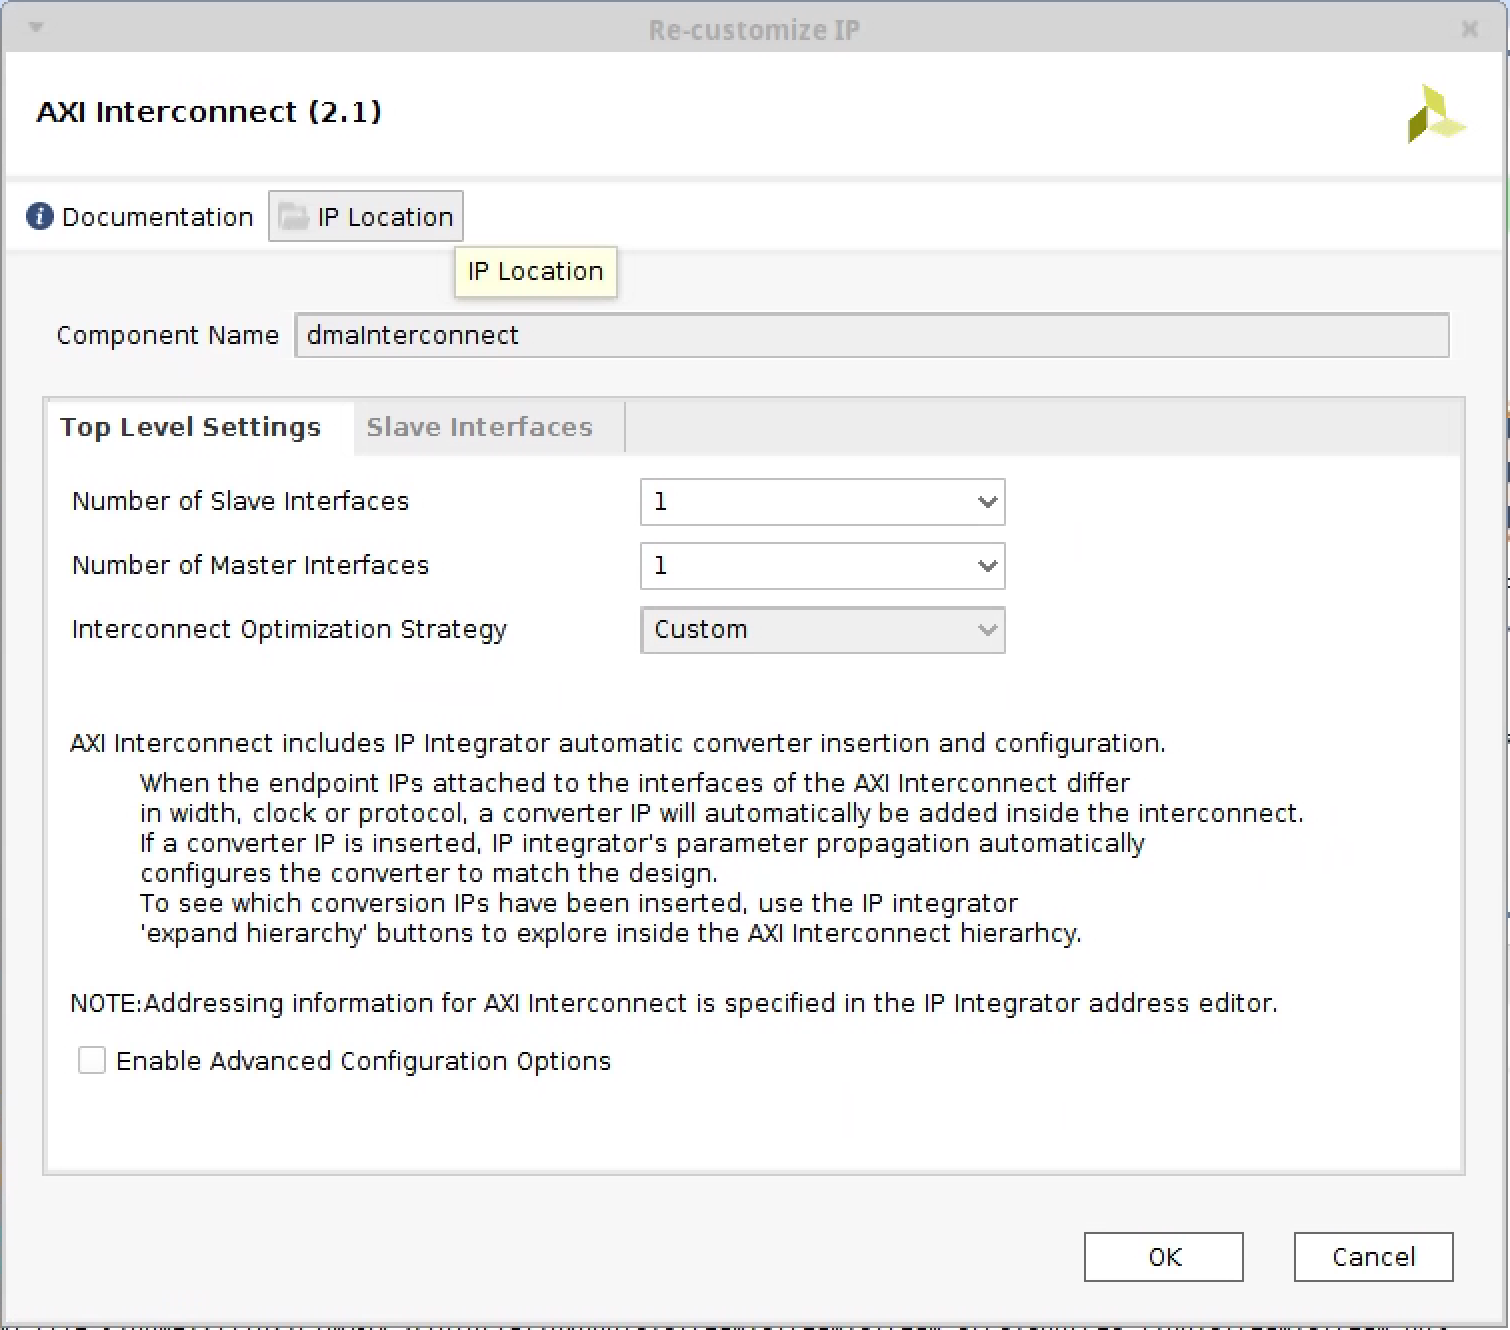 Re-customize IP
AXI Interconnect (2.1)
Documentation
IP Location
IP Location
Component Name
dmaInterconnect
Top Level Settings
Slave Interfaces
Number of Slave Interfaces
1
Number of Master Interfaces
1
Interconnect Optimization Strategy
Custom
AXI Interconnect includes IP Integrator automatic converter insertion and configuration.
When the endpoint IPs attached to the interfaces of the AXI Interconnect differ
in width, clock or protocol, a converter IP will automatically be added inside the interconnect.
If a converter IP is inserted, IP integrator's parameter propagation automatically
configures the converter to match the design.
To see which conversion IPs have been inserted, use the IP integrator
'expand hierarchy' buttons to explore inside the AXI Interconnect hierarhcy.
NOTE:Addressing information for AXI Interconnect is specified in the IP Integrator address editor.
Enable Advanced Configuration Options
OK
Cancel